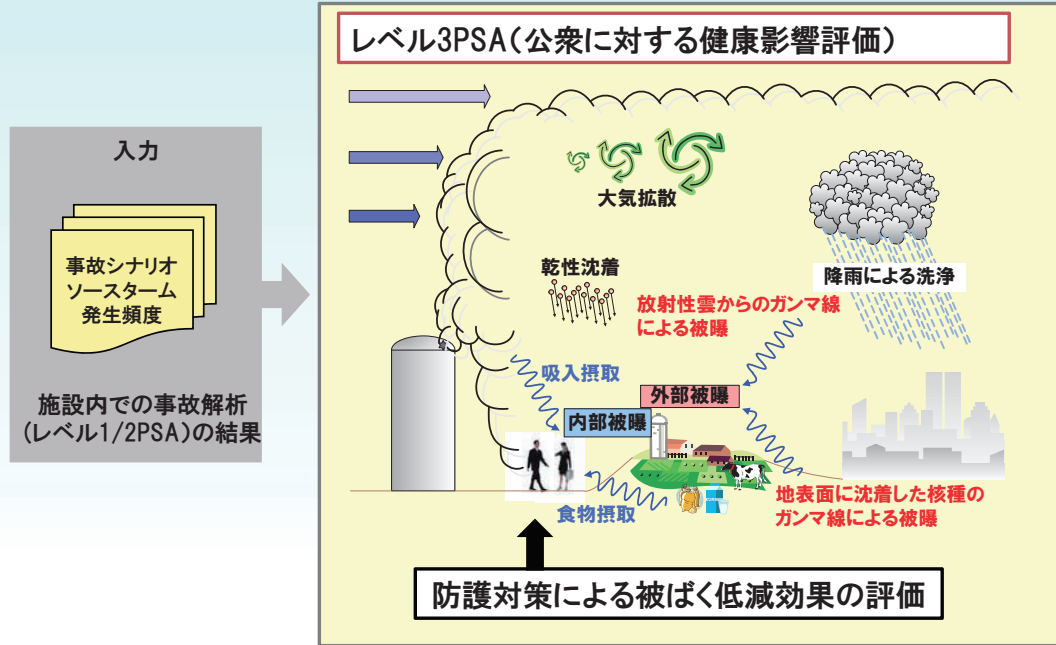 レベル3PSA(公衆に対する健康影響評価)
入力
事故シナリオ
ソースターム
発生頻度
施設内での事故解析
(レベル1/2PSA)の結果
大気拡散
乾性沈着
降雨による洗浄
放射性雲からのガンマ線
による被曝
吸入摂取
外部被曝
内部被曝
食物摂取
地表面に沈着した核種の
ガンマ線による被曝
防護対策による被ばく低減効果の評価